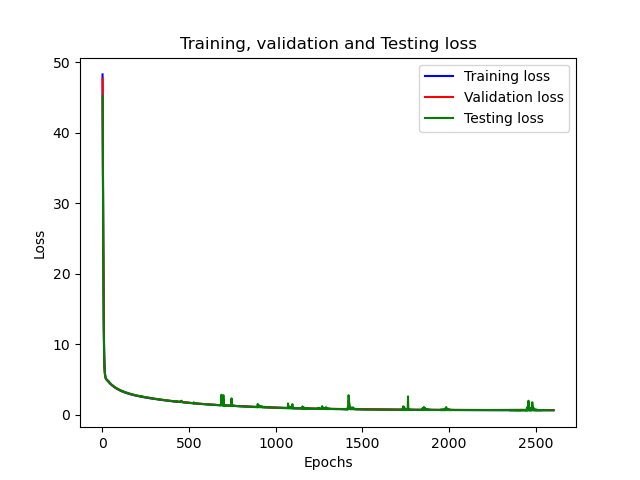 Training, validation and Testing loss
Training loss
Validation loss
Testing loss
Loss
50
40
30
20
10
0
0 500 1000 1500 2000 2500
Epochs